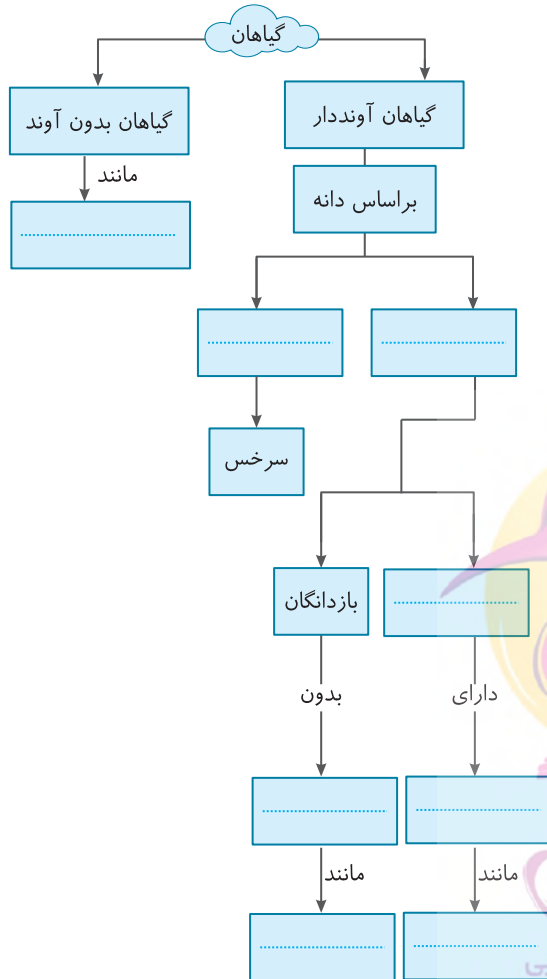 گیاهان
گیاهان آونددار
گیاهان بدون آوند
مانند
براساس دانه
سرخس
بازدانگان
دارای
بدون
مانند
مانند